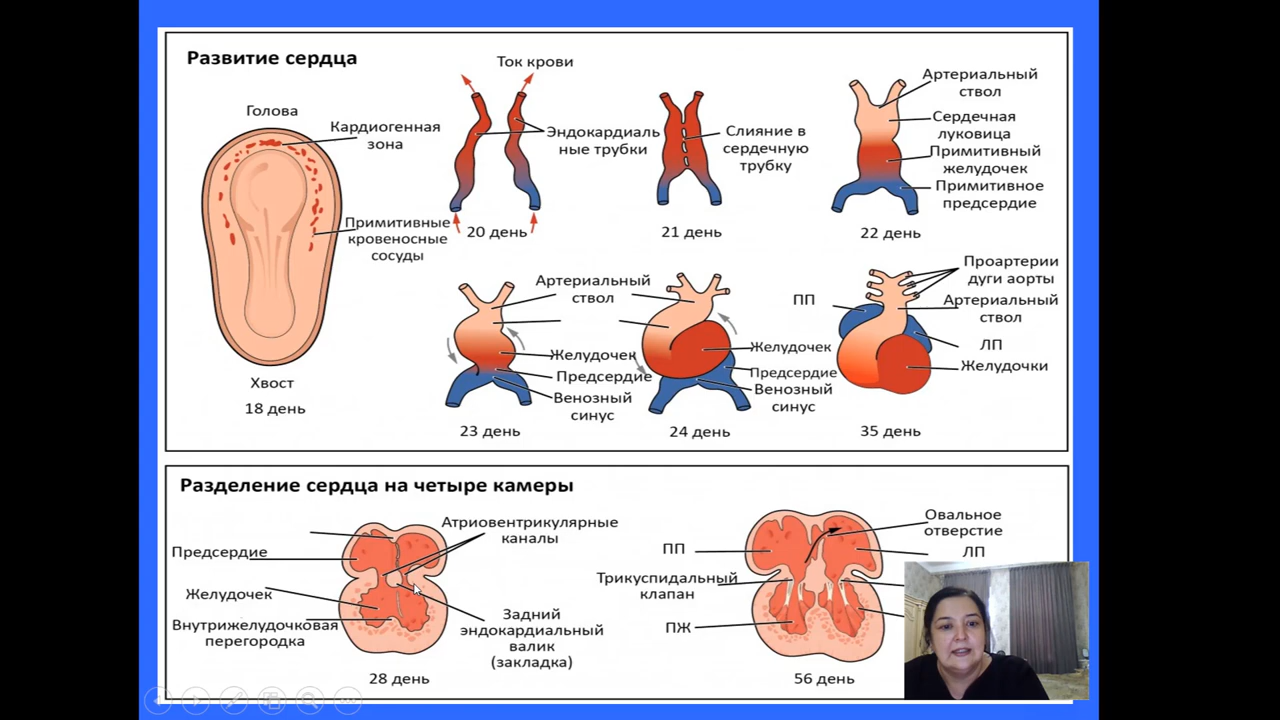 Развитие сердца
Голова
Кардиогенная
зона
Примитивные
кровеносные
сосуды
Хвост
18 день
Ток крови
Эндокардиаль
ные трубки
20 день
Слияние в
сердечную
трубку
21 день
Артериальный
ствол
Сердечная
луковица
Примитивный
желудочек
Примитивное
предсердие
22 день
Артериальный
ствол
Желудочек
Предсердие
Венозный
синус
23 день
Желудочек
Предсердие
Венозный
синус
24 день
Проартерии
дуги аорты
ПП
Артериальный
ствол
ЛП
Желудочки
35 день
Разделение сердца на четыре камеры
Атриовентрикулярные
каналы
Предсердие
Желудочек
Внутрижелудочковая
перегородка
Задний
эндокардиальный
валик
(закладка)
28 день
Овальное
отверстие
ПП
ЛП
Трикуспидальный
клапан
ПЖ
56 день